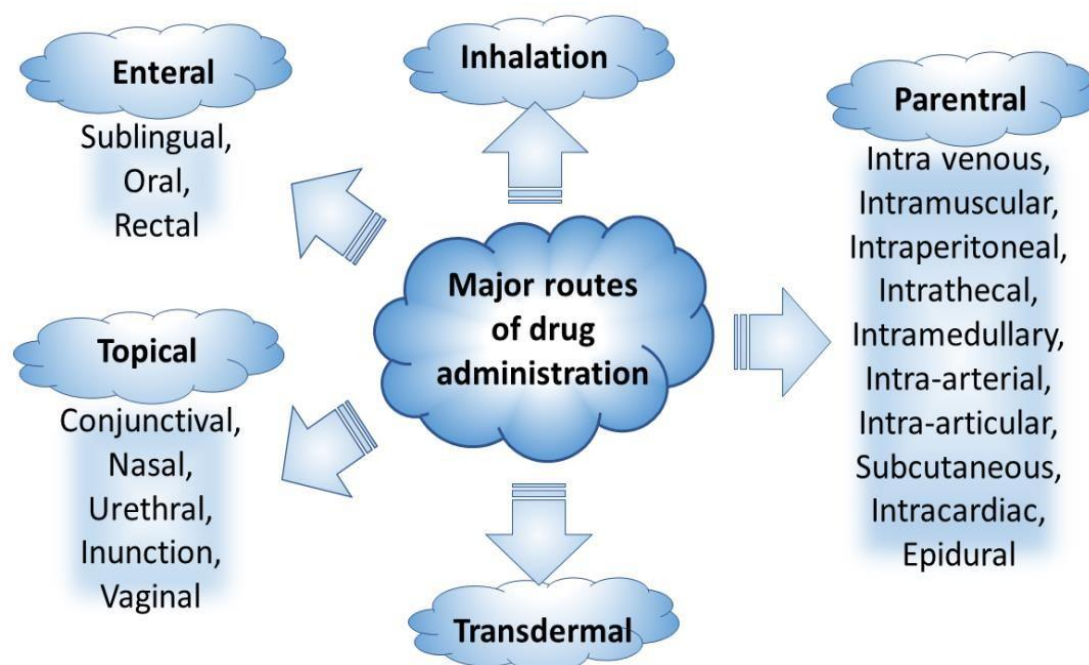 Enteral
Sublingual,
Oral,
Rectal
Inhalation
Parentral
Intra venous,
Intramuscular,
Intraperitoneal,
Intrathecal,
Intramedullary,
Intra-arterial,
Intra-articular,
Subcutaneous,
Intracardiac,
Epidural
Major routes
of drug
administration
Topical
Conjunctival,
Nasal,
Urethral,
Inunction,
Vaginal
Transdermal